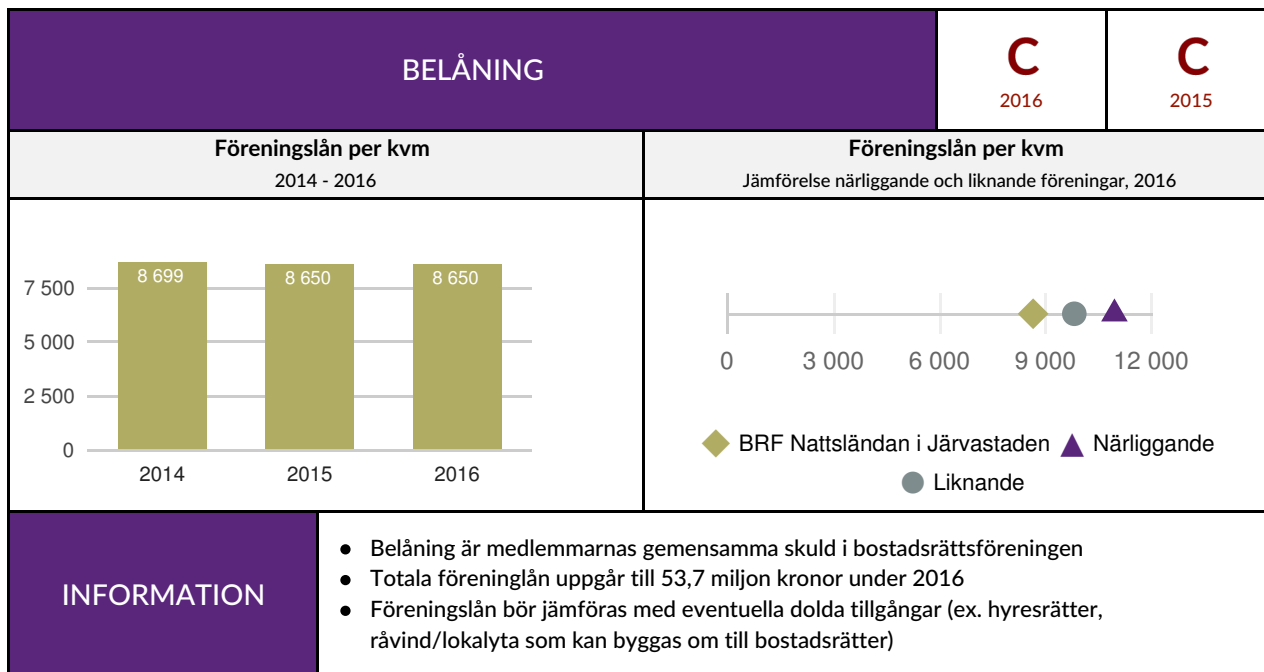 BELÅNING
C
2016
C
2015
Föreningslån per kvm
2014 - 2016
Föreningslån per kvm
Jämförelse närliggande och liknande föreningar, 2016
8 699
8 650
8 650
7 500
5 000
2 500
0
2014
2015
2016
0
3 000
6 000
9 000
12 000
BRF Nattsländan i Järvastaden
Närliggande
Liknande
INFORMATION
● Belåning är medlemmarnas gemensamma skuld i bostadsrättsföreningen
● Totala föreninglån uppgår till 53,7 miljon kronor under 2016
● Föreningslån bör jämföras med eventuella dolda tillgångar (ex. hyresrätter,
råvind/lokalyta som kan byggas om till bostadsrätter)